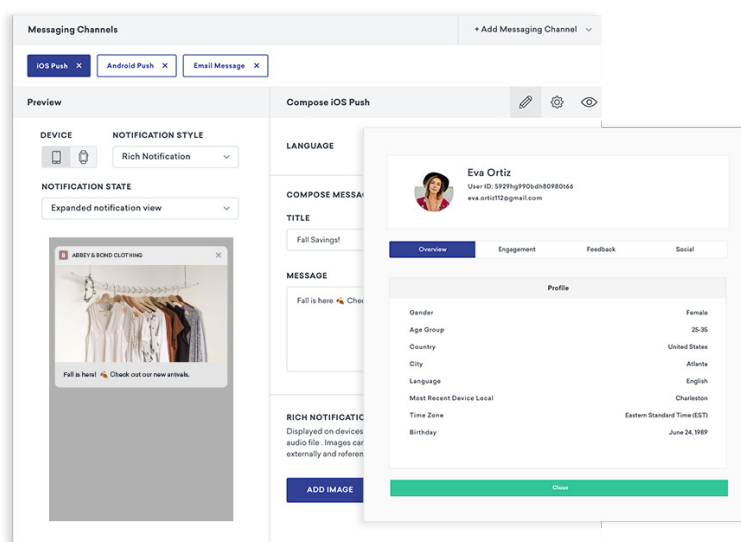 Messaging Channels
+ Add Messaging Channel
iOS Push X
Android Push X
Email Message X
Preview
Compose iOS Push
DEVICE
NOTIFICATION STYLE
Rich Notification
NOTIFICATION STATE
Expanded notification view
B ABBEY & BOND CLOTHING X
Fall is here! 🍂 Check out our new arrivals.
LANGUAGE
COMPOSE MESSA
TITLE
Fall Savings!
MESSAGE
Fall is here 🍂 Chec
RICH NOTIFICATIO
Displayed on devices
audio file . Images can
externally and referen
ADD IMAGE
Eva Ortiz
User ID: 5929hg990bdh80980t66
eva.ortiz112@gmail.com
Overview Engagement Feedback Social
Profile
Gender Female
Age Group 25-35
Country United States
City Atlanta
Language English
Most Recent Device Local Charleston
Time Zone Eastern Standard Time (EST)
Birthday June 24, 1989
Close